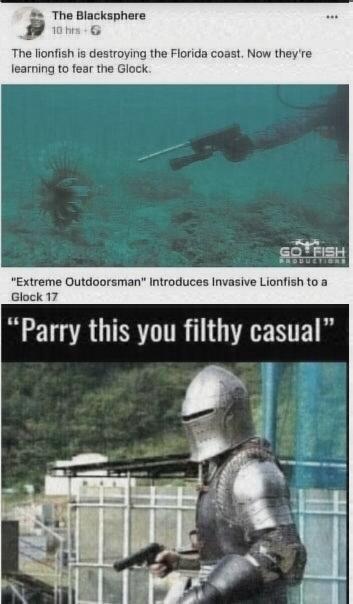 The Blacksphere
10 hrs ·
The lionfish is destroying the Florida coast. Now they're
learning to fear the Glock.
GO FISH
PRODUCTIONS
"Extreme Outdoorsman" Introduces Invasive Lionfish to a
Glock 17
“Parry this you filthy casual”